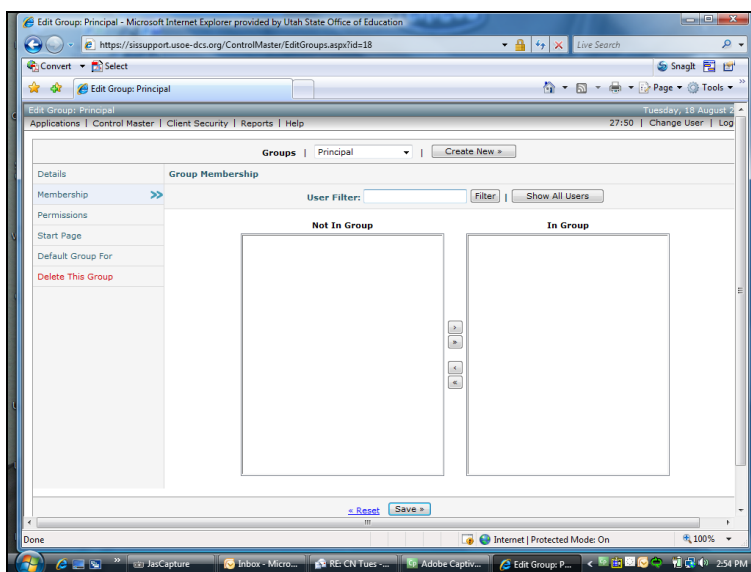 Edit Group: Principal - Microsoft Internet Explorer provided by Utah State Office of Education
https://sissupport.usoe-dcs.org/ControlMaster/EditGroups.aspx?id=18
Live Search
Convert
Select
SnagIt
Edit Group: Principal
Page
Tools
Edit Group: Principal
Tuesday, 18 August 2
Applications | Control Master | Client Security | Reports | Help
27:50 | Change User | Log
Groups | Principal | Create New »
Details
Group Membership
Membership
User Filter: Filter | Show All Users
Permissions
Not In Group
In Group
Start Page
Default Group For
Delete This Group
>
»
<
«
« Reset Save »
Done
Internet | Protected Mode: On
100%
JasCapture
Inbox - Micro...
RE: CN Tues -...
Adobe Captiv...
Edit Group: P...
2:54 PM